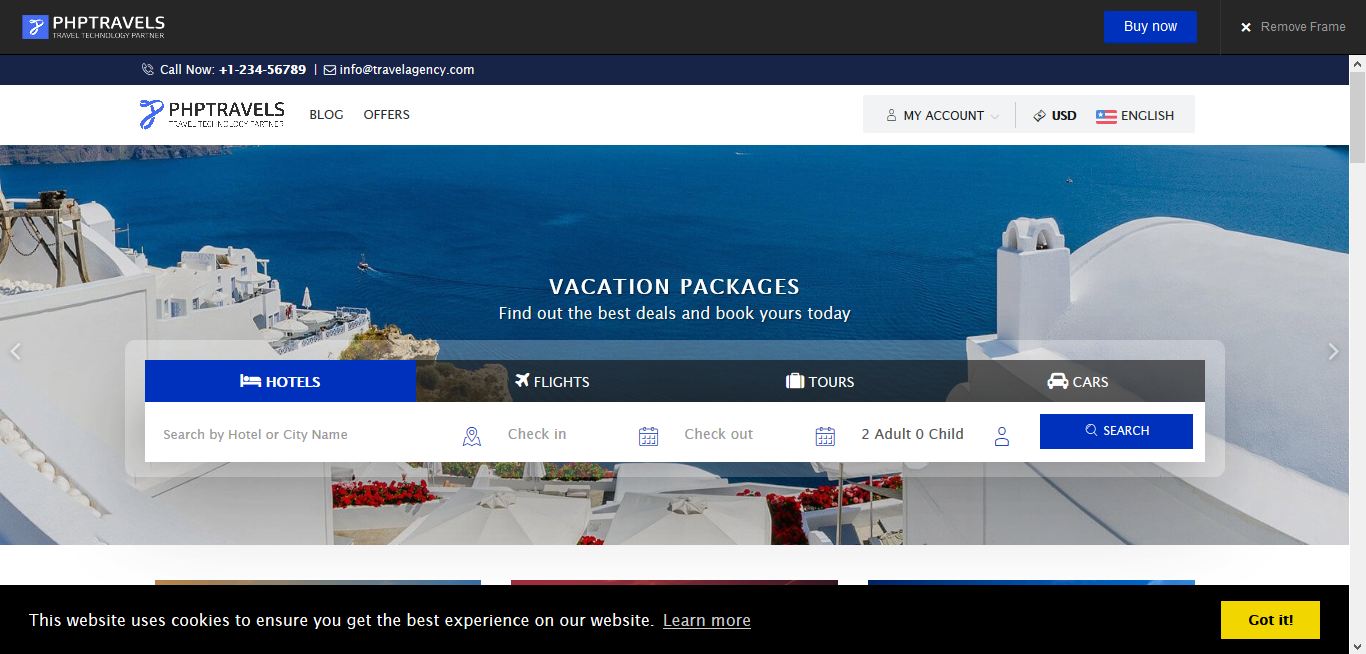 PHPTRAVELS
TRAVEL TECHNOLOGY PARTNER
Buy now
Remove Frame
Call Now: +1-234-56789 | info@travelagency.com
PHPTRAVELS
TRAVEL TECHNOLOGY PARTNER
BLOG OFFERS
MY ACCOUNT USD ENGLISH
VACATION PACKAGES
Find out the best deals and book yours today
HOTELS FLIGHTS TOURS CARS
Search by Hotel or City Name Check in Check out 2 Adult 0 Child SEARCH
This website uses cookies to ensure you get the best experience on our website. Learn more
Got it!